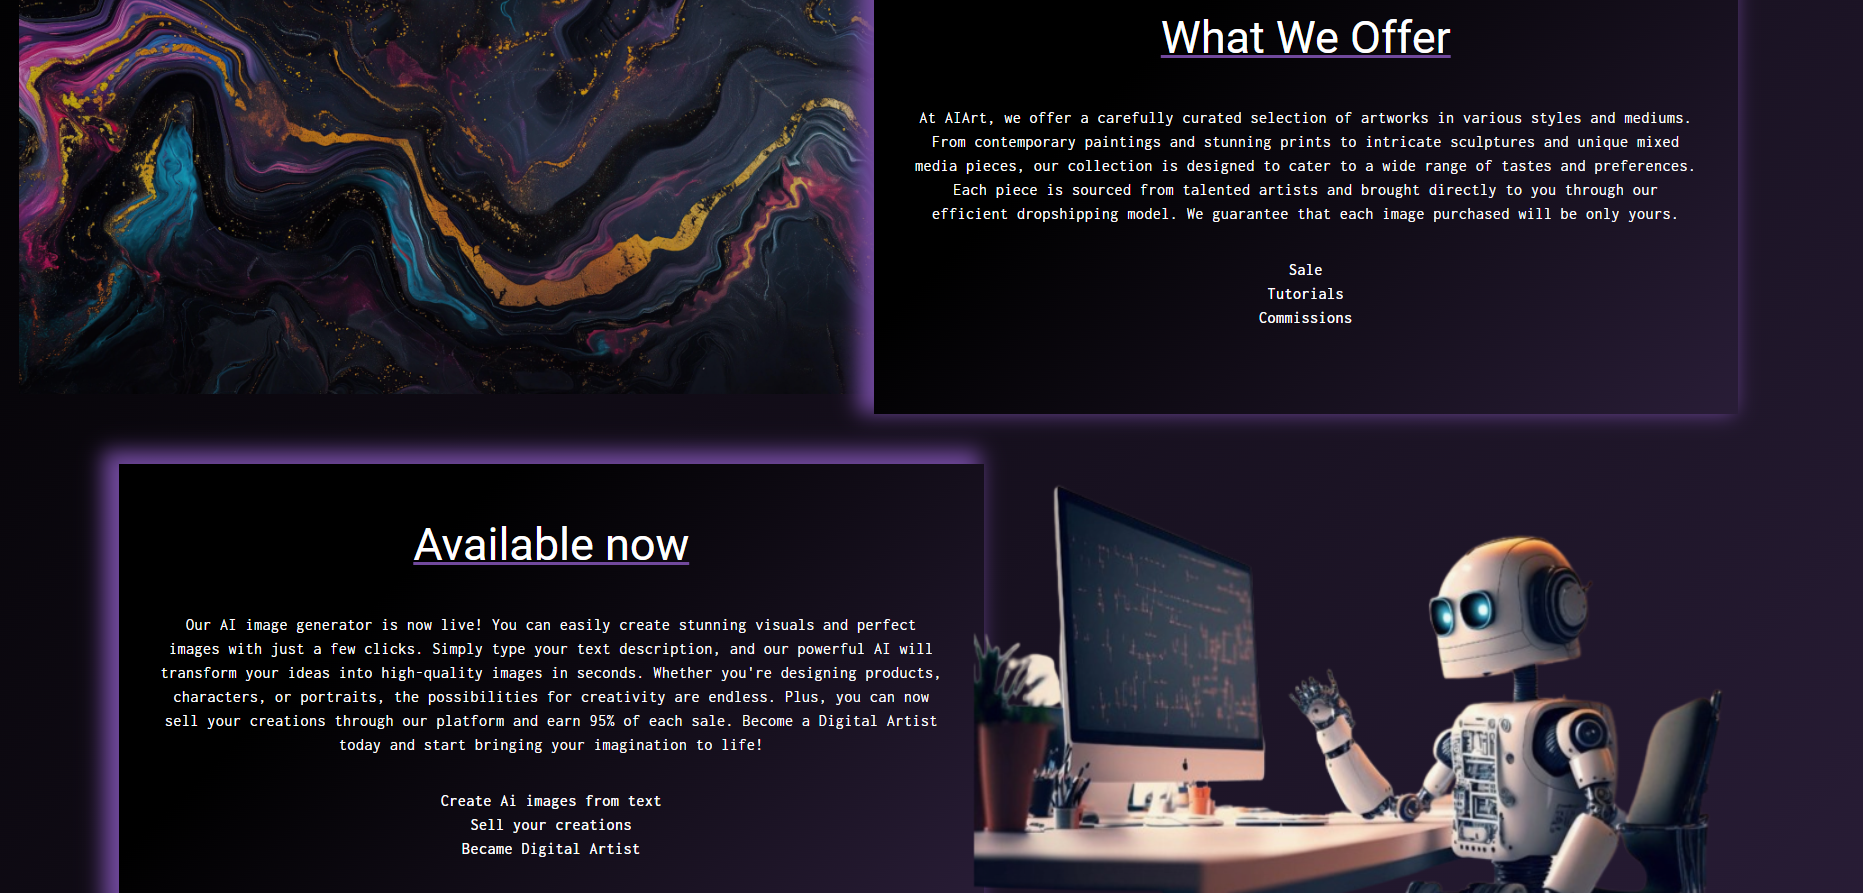 What We Offer
At AIArt, we offer a carefully curated selection of artworks in various styles and mediums.
From contemporary paintings and stunning prints to intricate sculptures and unique mixed
media pieces, our collection is designed to cater to a wide range of tastes and preferences.
Each piece is sourced from talented artists and brought directly to you through our
efficient dropshipping model. We guarantee that each image purchased will be only yours.
Sale
Tutorials
Commissions
Available now
Our AI image generator is now live! You can easily create stunning visuals and perfect
images with just a few clicks. Simply type your text description, and our powerful AI will
transform your ideas into high-quality images in seconds. Whether you're designing products,
characters, or portraits, the possibilities for creativity are endless. Plus, you can now
sell your creations through our platform and earn 95% of each sale. Become a Digital Artist
today and start bringing your imagination to life!
Create Ai images from text
Sell your creations
Became Digital Artist